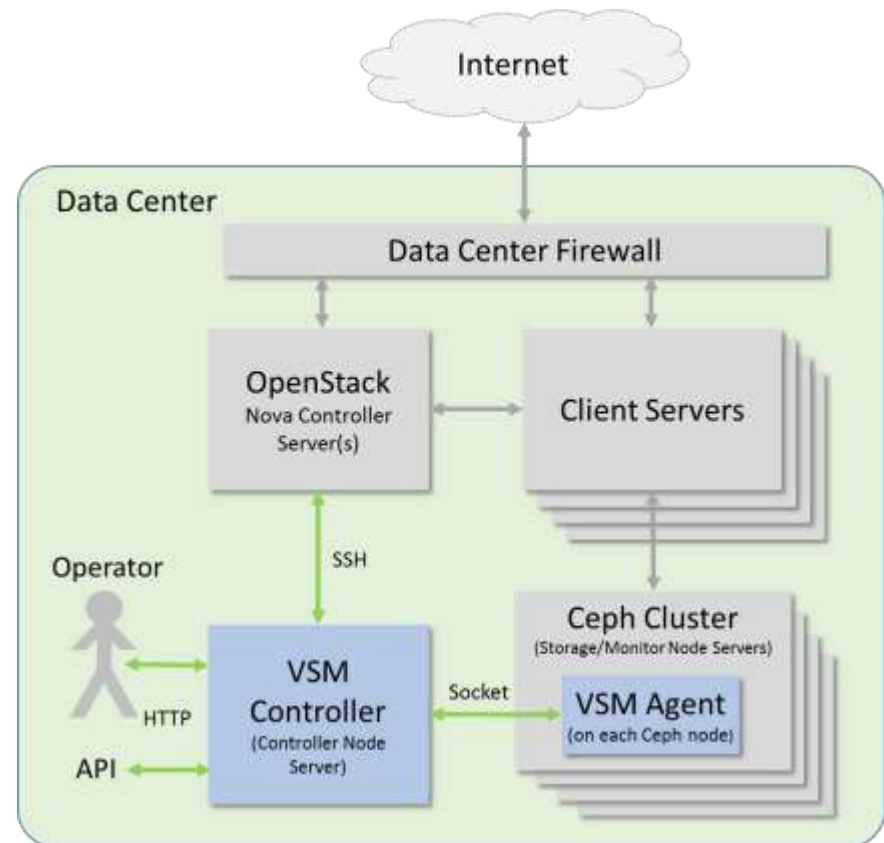 Internet
Data Center
Data Center Firewall
OpenStack
Nova Controller
Server(s)
Client Servers
SSH
Operator
Ceph Cluster
(Storage/Monitor Node Servers)
VSM
Controller
(Controller Node
Server)
Socket
VSM Agent
(on each Ceph node)
HTTP
API